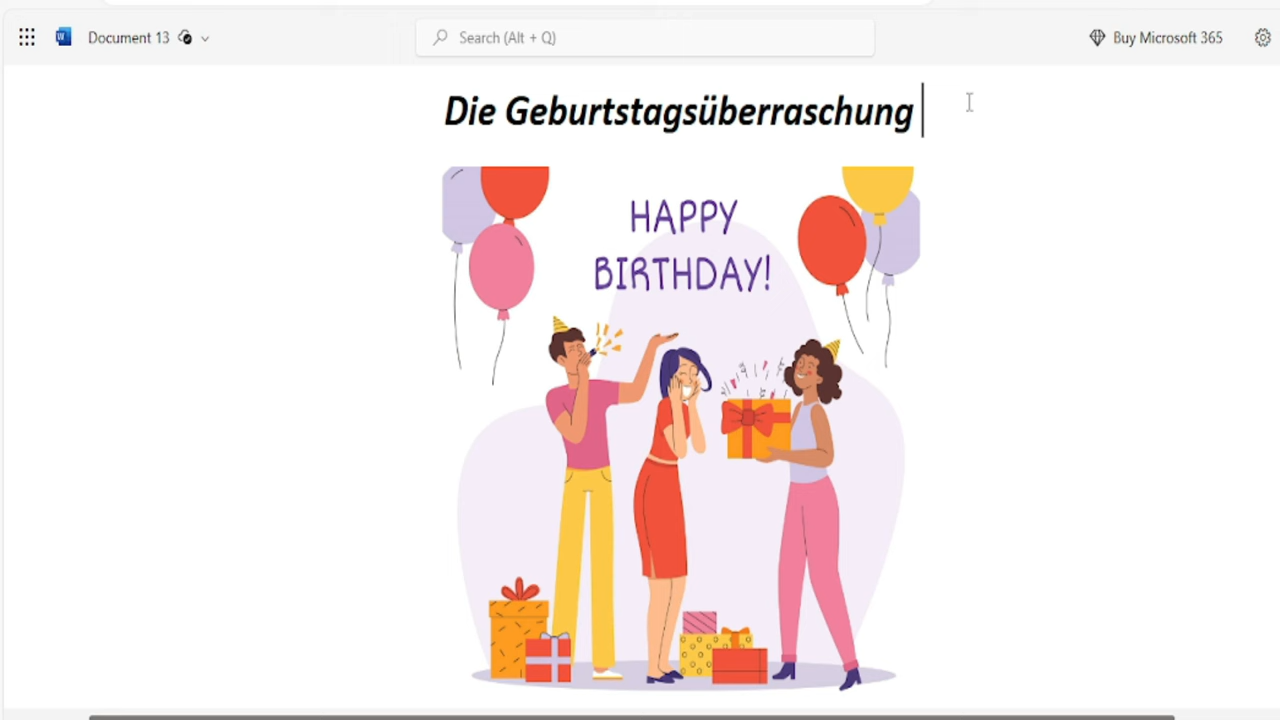 Document 13
Search (Alt + Q)
Buy Microsoft 365
Die Geburtstagsüberraschung
HAPPY
BIRTHDAY!